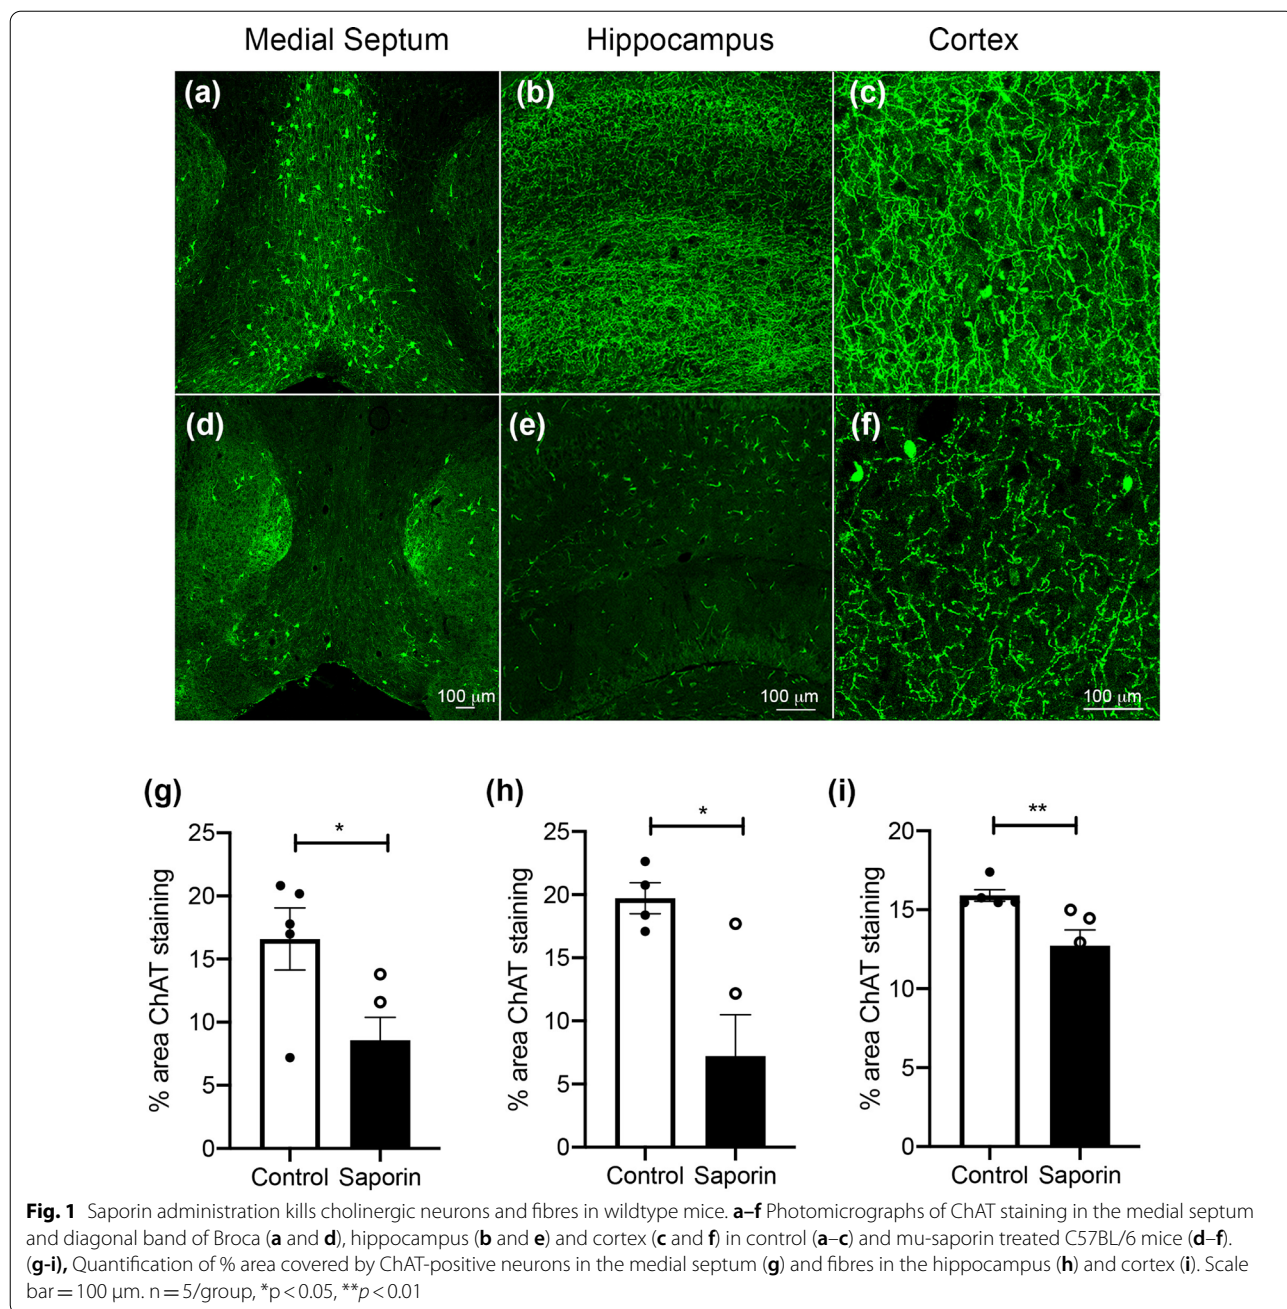 Medial Septum Hippocampus Cortex
(a) (b) (c)
(d) (e) (f)
100 μm 100 μm 100 μm
(g)
25
20
15
10
5
0
% area ChAT staining
*
Control Saporin
(h)
25
20
15
10
5
0
% area ChAT staining
*
Control Saporin
(i)
20
15
10
5
0
% area ChAT staining
**
Control Saporin
Fig. 1 Saporin administration kills cholinergic neurons and fibres in wildtype mice. a–f Photomicrographs of ChAT staining in the medial septum
and diagonal band of Broca (a and d), hippocampus (b and e) and cortex (c and f) in control (a–c) and mu-saporin treated C57BL/6 mice (d–f).
(g-i), Quantification of % area covered by ChAT-positive neurons in the medial septum (g) and fibres in the hippocampus (h) and cortex (i). Scale
bar = 100 μm. n = 5/group, *p < 0.05, **p < 0.01